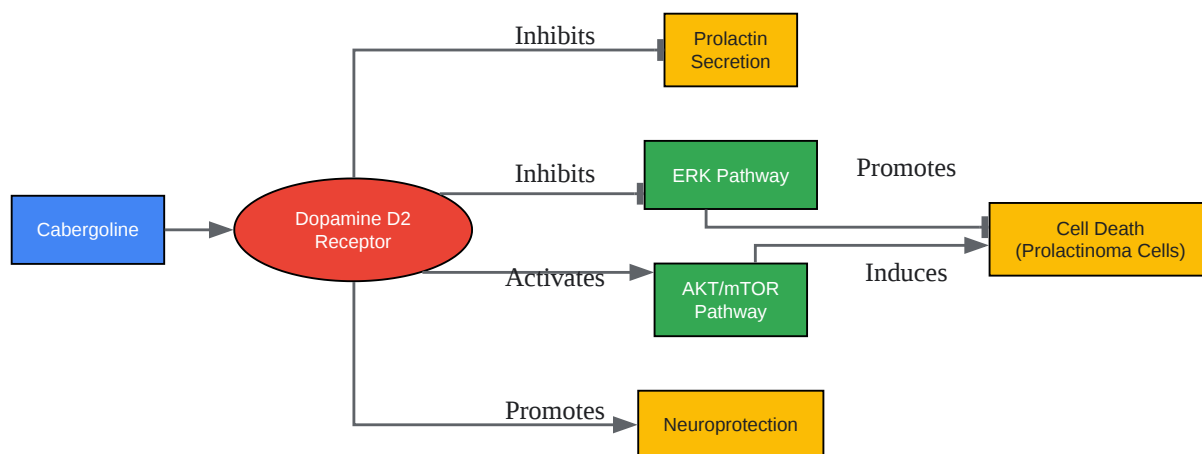 Inhibits
Prolactin
Secretion
Inhibits
ERK Pathway
Promotes
Cabergoline
Dopamine D2
Receptor
Cell Death
(Prolactinoma Cells)
Activates
AKT/mTOR
Pathway
Induces
Promotes
Neuroprotection